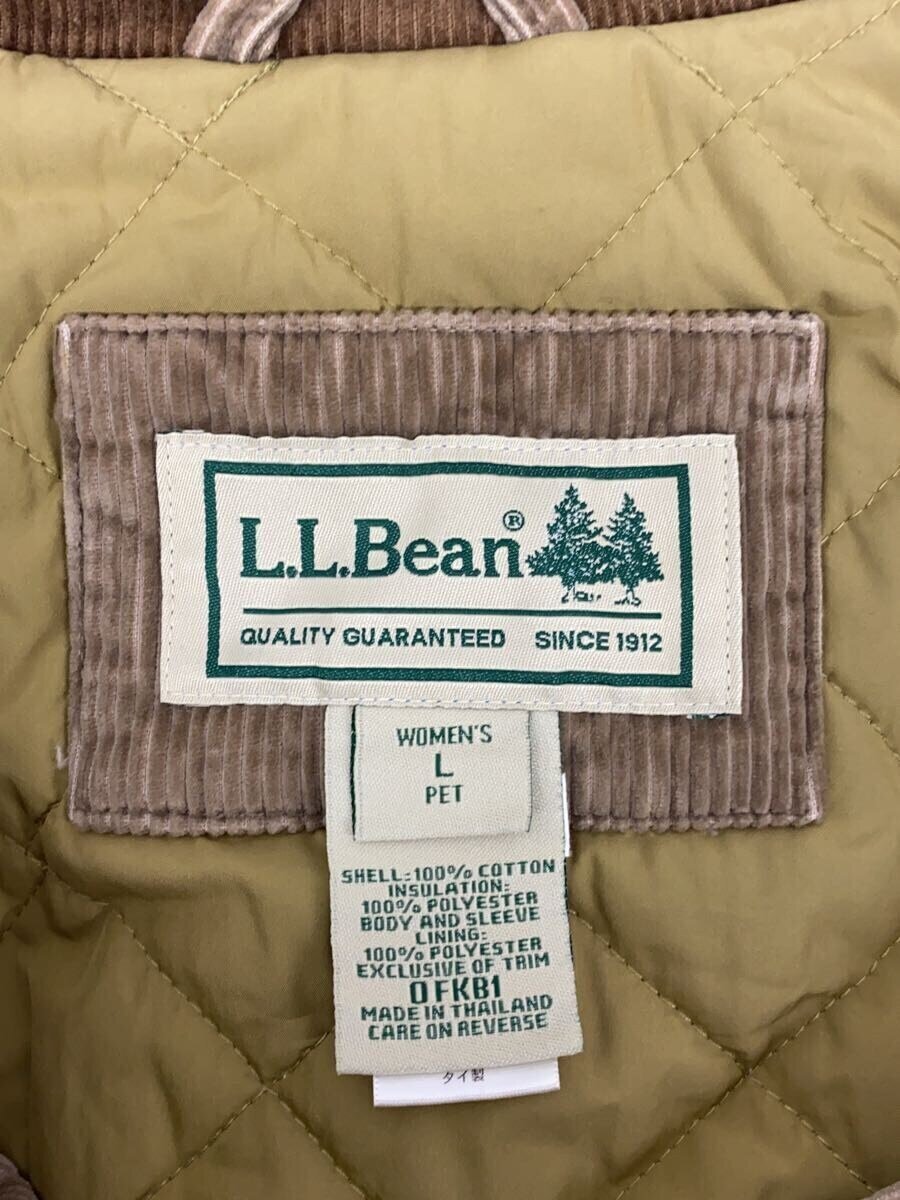 L.L.Bean®
QUALITY GUARANTEED SINCE 1912
WOMEN'S
L
PET
SHELL:100% COTTON
INSULATION:
100% POLYESTER
BODY AND SLEEVE
LINING:
100% POLYESTER
EXCLUSIVE OF TRIM
0FKB1
MADE IN THAILAND
CARE ON REVERSE
タイ製